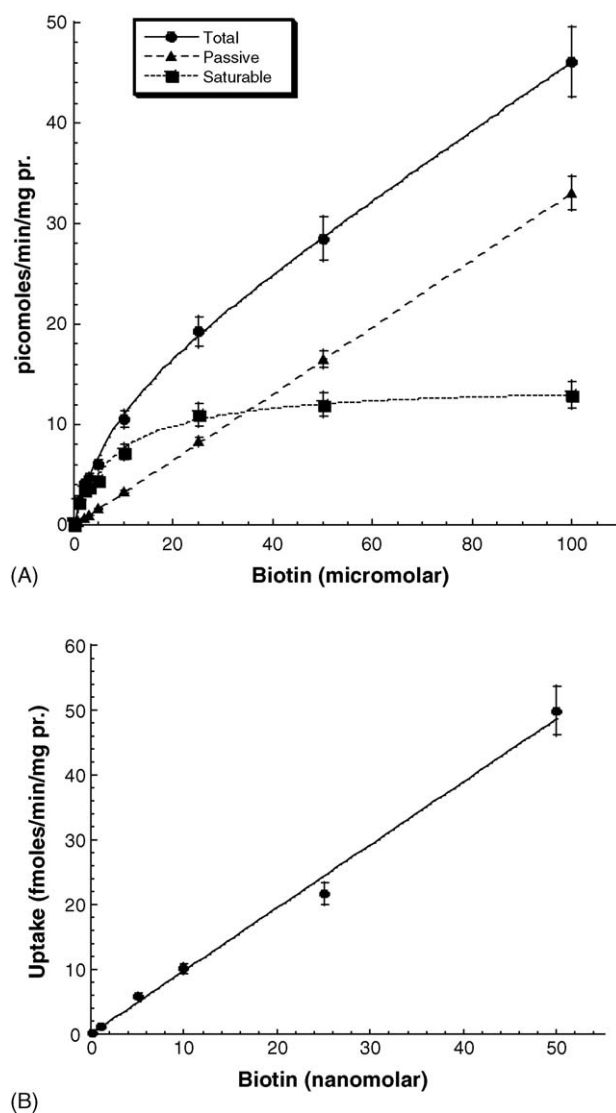 50
40
30
20
10
0
picomoles/min/mg pr.
Total
Passive
Saturable
0 20 40 60 80 100
Biotin (micromolar)
(A)
60
50
40
30
20
10
0
Uptake (fmoles/min/mg pr.)
0 10 20 30 40 50
Biotin (nanomolar)
(B)